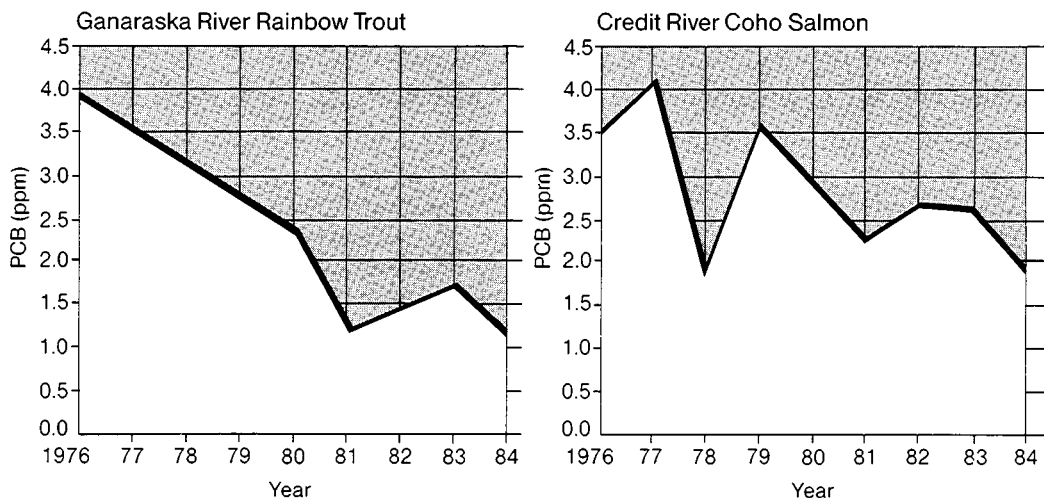 Ganaraska River Rainbow Trout
PCB (ppm)
4.5
4.0
3.5
3.0
2.5
2.0
1.5
1.0
0.5
0.0
1976 77 78 79 80 81 82 83 84
Year
Credit River Coho Salmon
PCB (ppm)
4.5
4.0
3.5
3.0
2.5
2.0
1.5
1.0
0.5
0.0
1976 77 78 79 80 81 82 83 84
Year